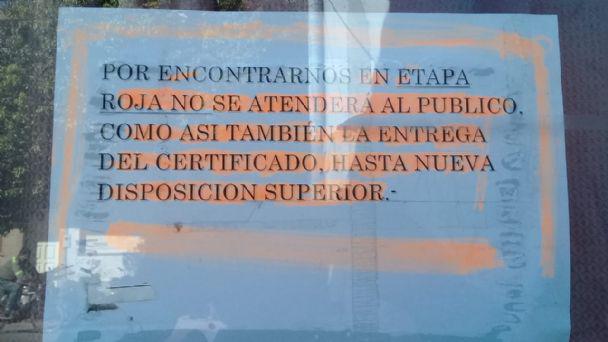 POR ENCONTRARNOS EN ETAPA
ROJA NO SE ATENDERÁ AL PUBLICO,
COMO ASI TAMBIÉN LA ENTREGA
DEL CERTIFICADO, HASTA NUEVA
DISPOSICION SUPERIOR.-